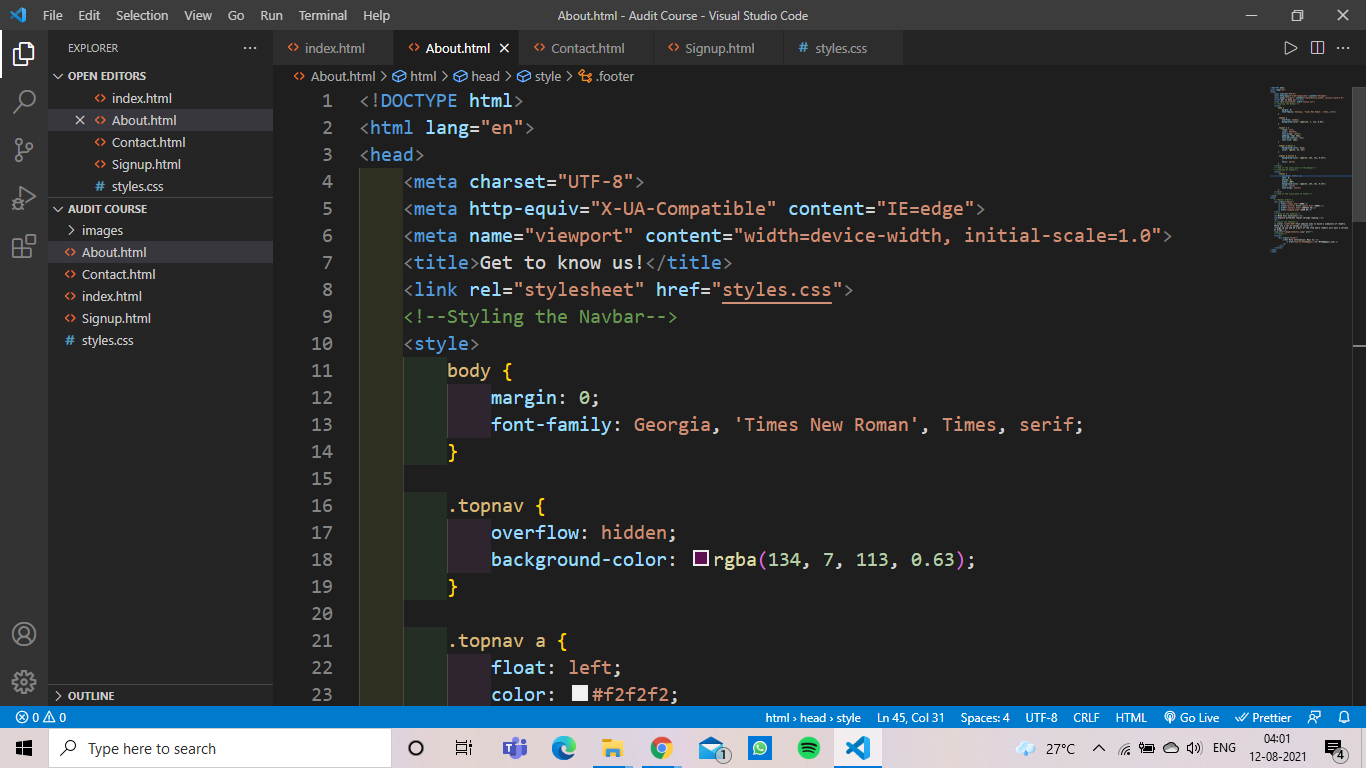 File Edit Selection View Go Run Terminal Help About.html - Audit Course - Visual Studio Code
EXPLORER
OPEN EDITORS
index.html
About.html
Contact.html
Signup.html
styles.css
AUDIT COURSE
images
About.html
Contact.html
index.html
Signup.html
styles.css
OUTLINE
index.html About.html Contact.html Signup.html # styles.css
About.html > html > head > style > .footer
1 <!DOCTYPE html>
2 <html lang="en">
3 <head>
4 <meta charset="UTF-8">
5 <meta http-equiv="X-UA-Compatible" content="IE=edge">
6 <meta name="viewport" content="width=device-width, initial-scale=1.0">
7 <title>Get to know us!</title>
8 <link rel="stylesheet" href="styles.css">
9 <!--Styling the Navbar-->
10 <style>
11 body {
12 margin: 0;
13 font-family: Georgia, 'Times New Roman', Times, serif;
14 }
15
16 .topnav {
17 overflow: hidden;
18 background-color: rgba(134, 7, 113, 0.63);
19 }
20
21 .topnav a {
22 float: left;
23 color: #f2f2f2;
0 0 html › head › style Ln 45, Col 31 Spaces: 4 UTF-8 CRLF HTML Go Live Prettier
Type here to search 1 27°C ENG 04:01
12-08-2021 4